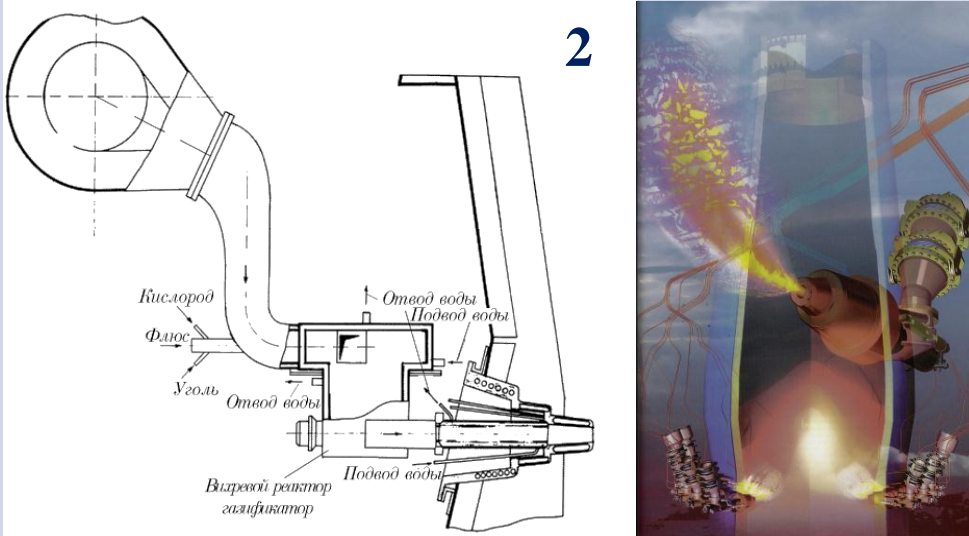 2
Кислород
Флюс
Уголь
Отвод воды
Подвод воды
Отвод воды
Подвод воды
Вихревой реактор
газификатор